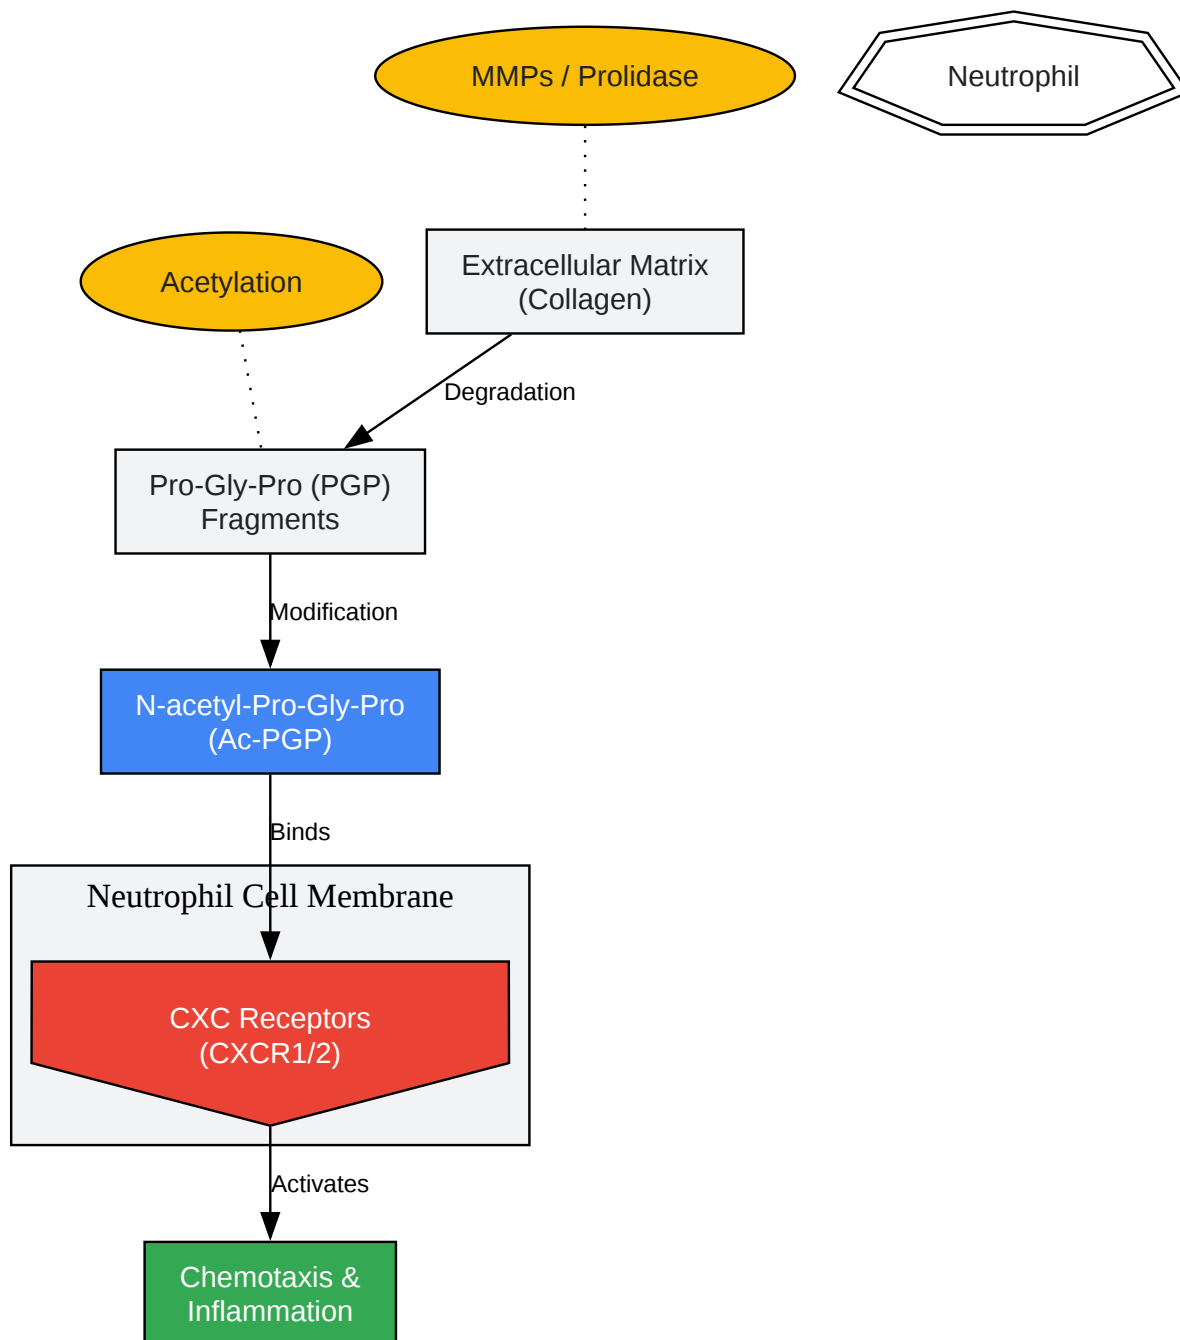 MMPs / Prolidase
Neutrophil
Acetylation
Extracellular Matrix
(Collagen)
Degradation
Pro-Gly-Pro (PGP)
Fragments
Modification
N-acetyl-Pro-Gly-Pro
(Ac-PGP)
Binds
Neutrophil Cell Membrane
CXC Receptors
(CXCR1/2)
Activates
Chemotaxis &
Inflammation